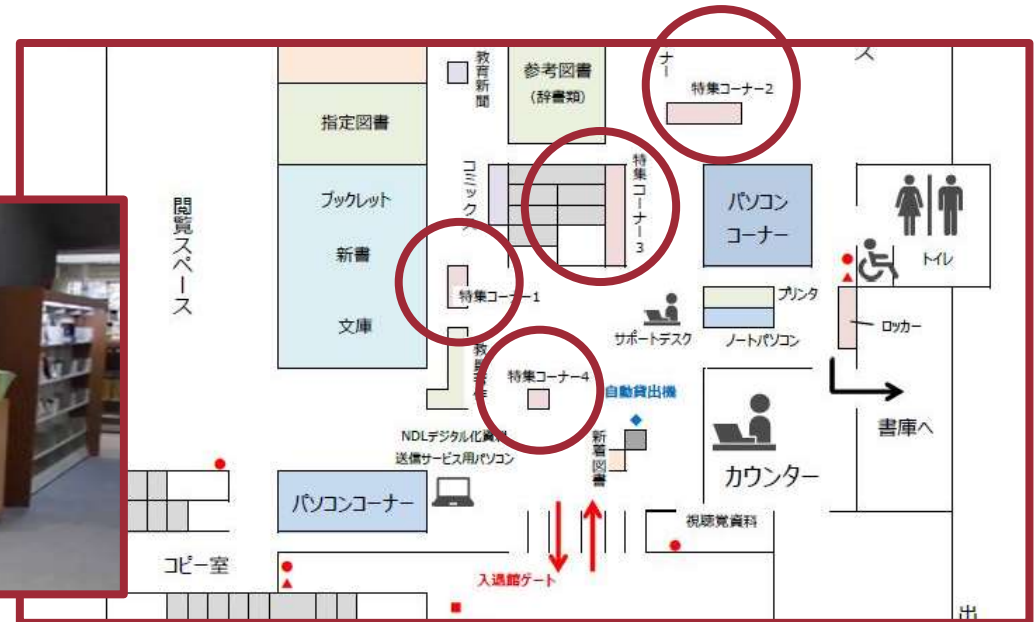 教育新聞
参考図書
(辞書類)
ナー
特集コーナー2
ス
指定図書
コミックス
特集コーナー3
閲覧スペース
ブックレット
新書
文庫
パソコン
コーナー
トイレ
特集コーナー1
プリンタ
サポートデスク
ノートパソコン
ロッカー
特集コーナー4
自動貸出機
書庫へ
NDLデジタル化資料
送信サービス用パソコン
新着図書
カウンター
パソコンコーナー
視聴覚資料
コピー室
入退館ゲート
出